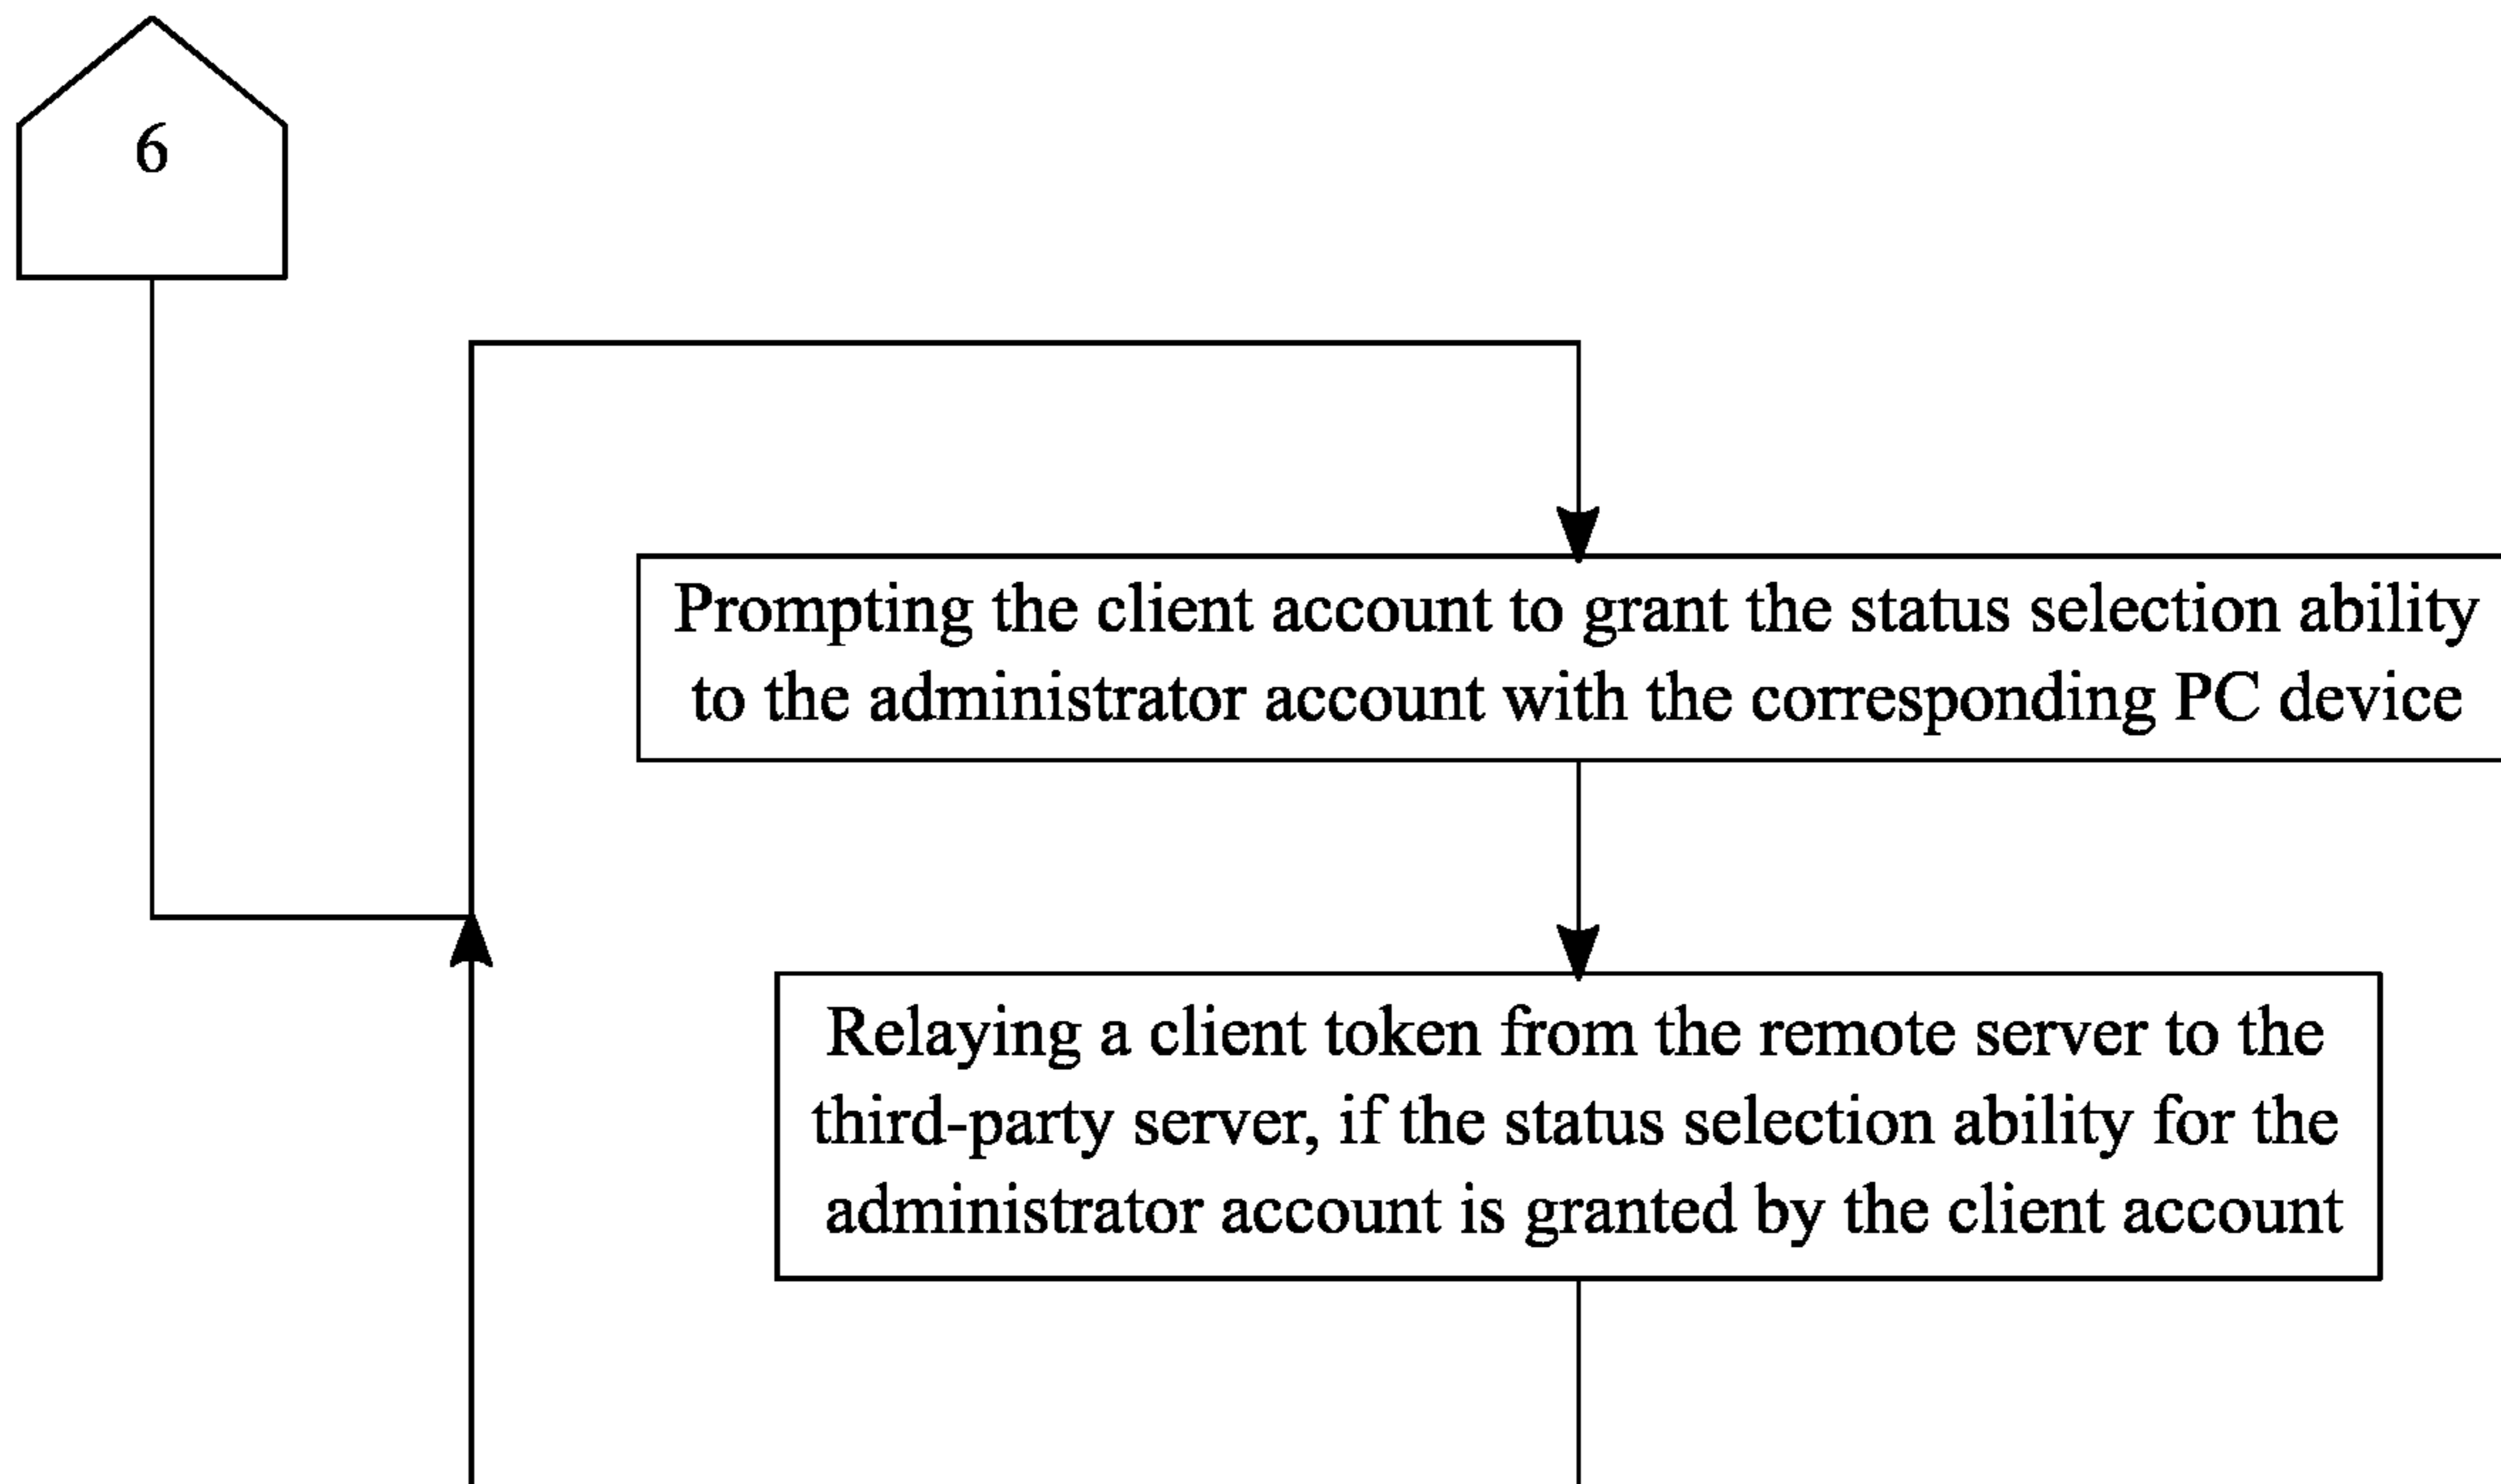 6
Prompting the client account to grant the status selection ability
to the administrator account with the corresponding PC device
Relaying a client token from the remote server to the
third-party server, if the status selection ability for the
administrator account is granted by the client account